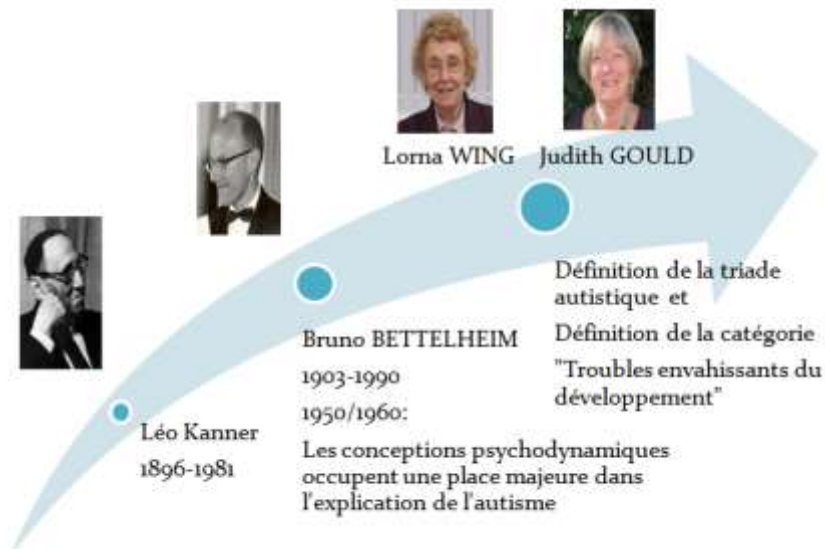 Lorna WING
Judith GOULD
Léo Kanner
1896-1981
Bruno BETTELHEIM
1903-1990
1950/1960:
Les conceptions psychodynamiques
occupent une place majeure dans
l'explication de l'autisme
Définition de la triade
autistique et
Définition de la catégorie
"Troubles envahissants du
développement"